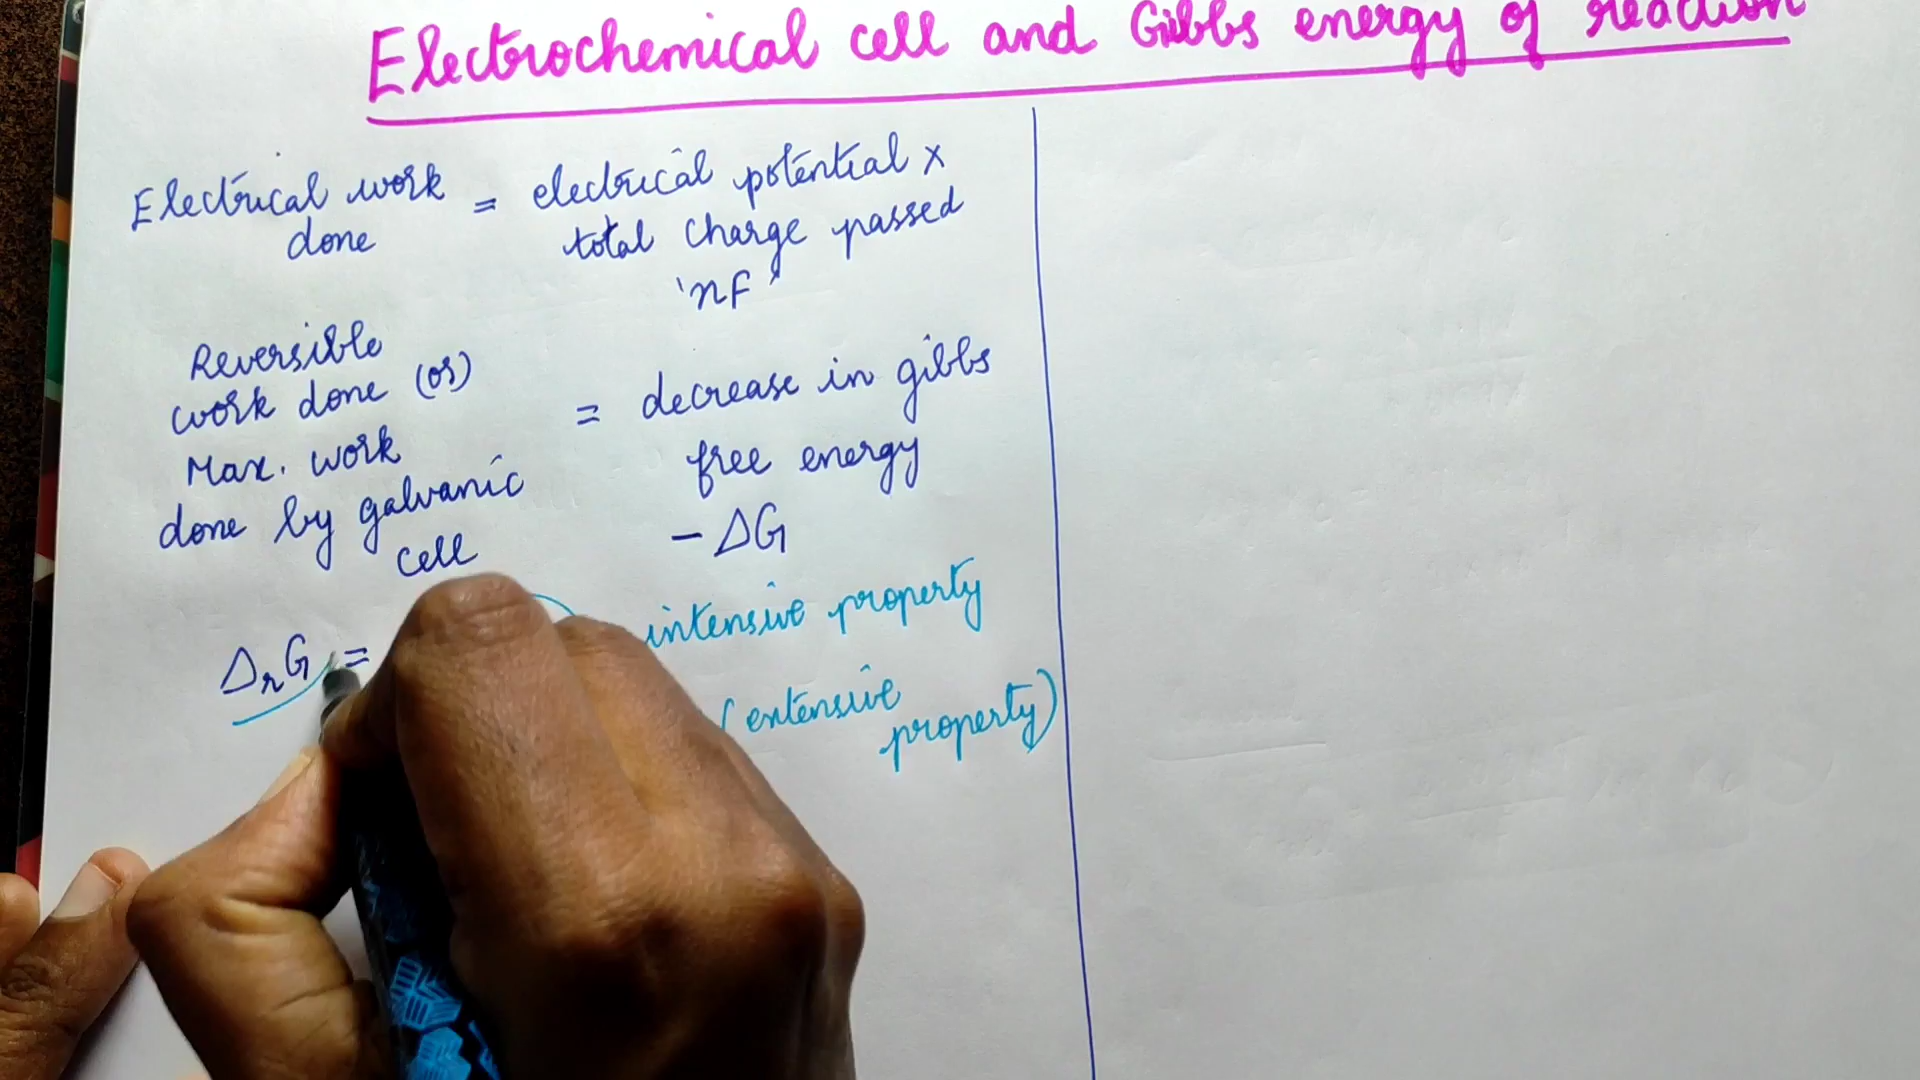 Electrochemical cell and Gibbs energy of reaction
Electrical work = electrical potential x
done total charge passed
'nF'
Reversible
work done (or)
Max. work = decrease in gibbs
done by galvanic free energy
cell - ΔG
ΔrG = intensive property
(extensive
property)